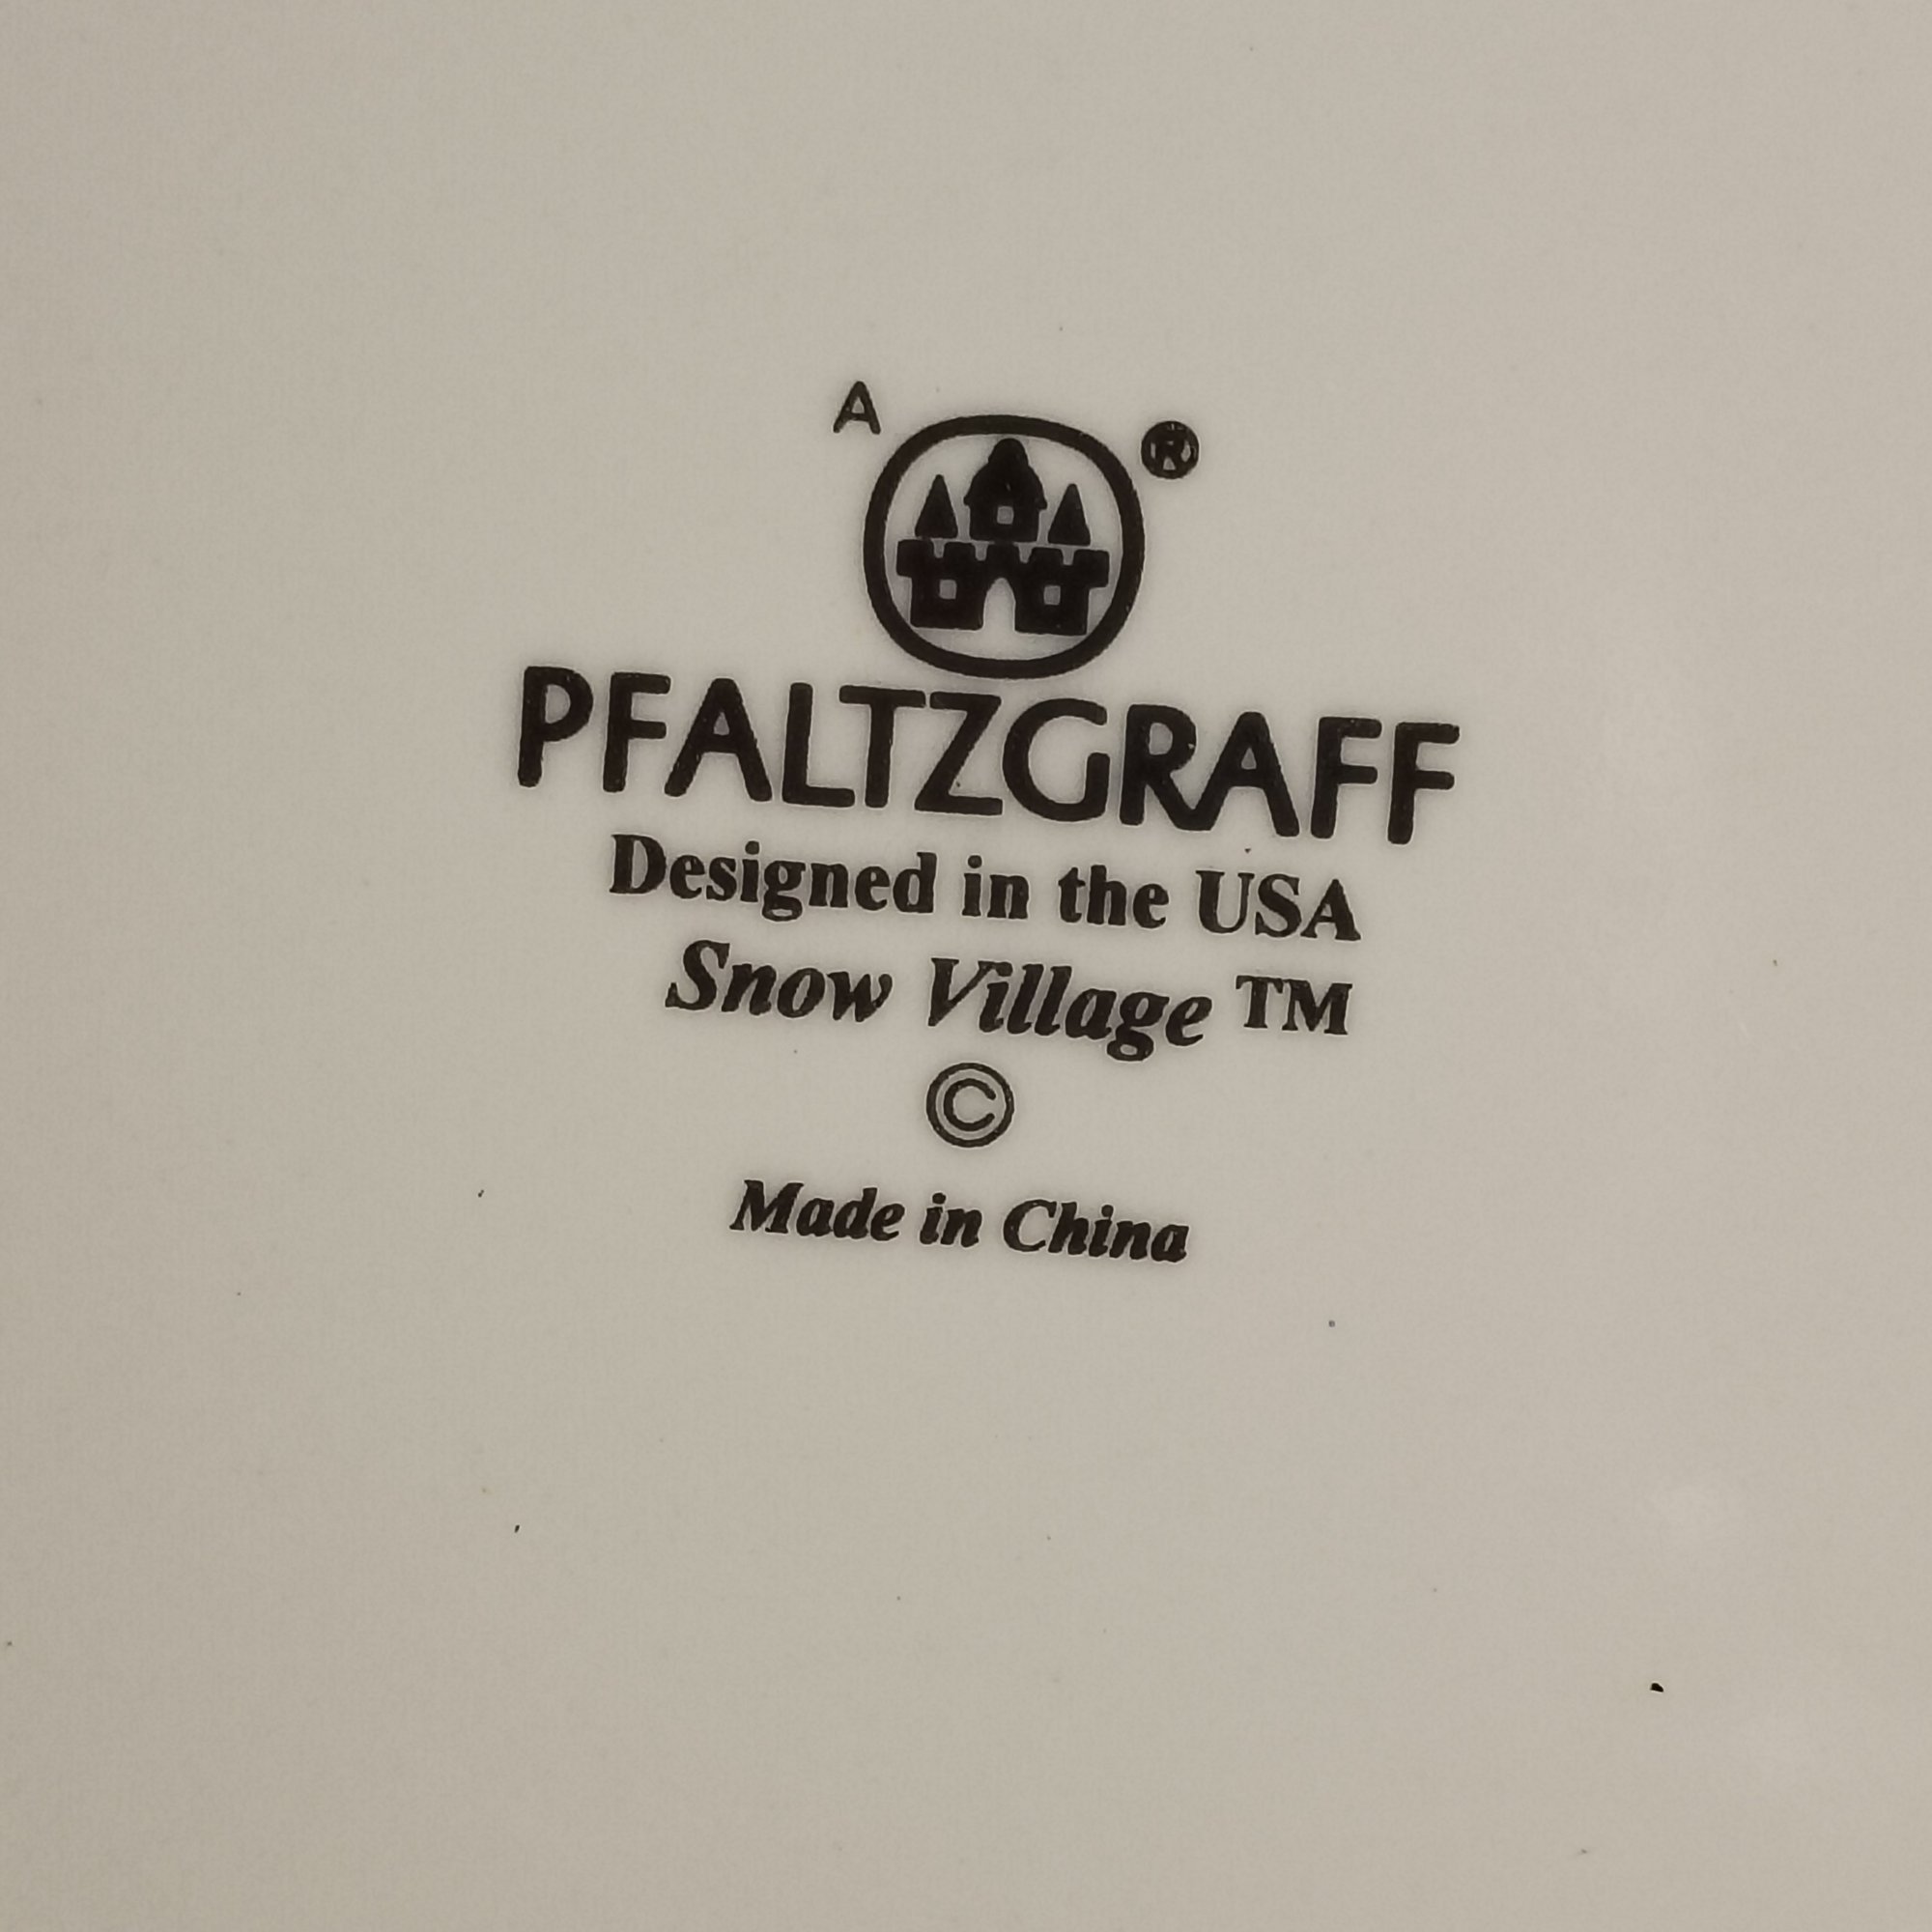 A ®
PFALTZGRAFF
Designed in the USA
Snow Village ™
©
Made in China